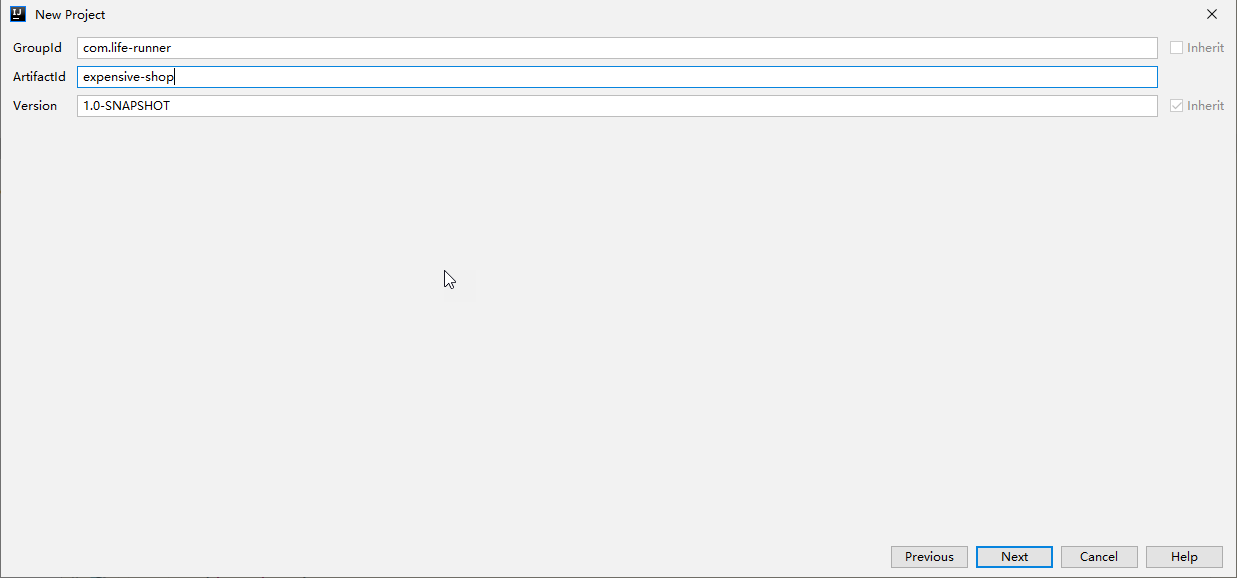 IJ New Project
GroupId com.life-runner Inherit
ArtifactId expensive-shop
Version 1.0-SNAPSHOT Inherit
Previous Next Cancel Help